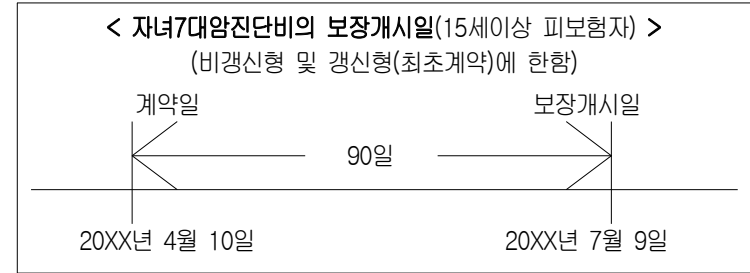 < 자녀7대암진단비의 보장개시일(15세이상 피보험자) >
(비갱신형 및 갱신형(최초계약)에 한함)
계약일 보장개시일
90일
20XX년 4월 10일 20XX년 7월 9일